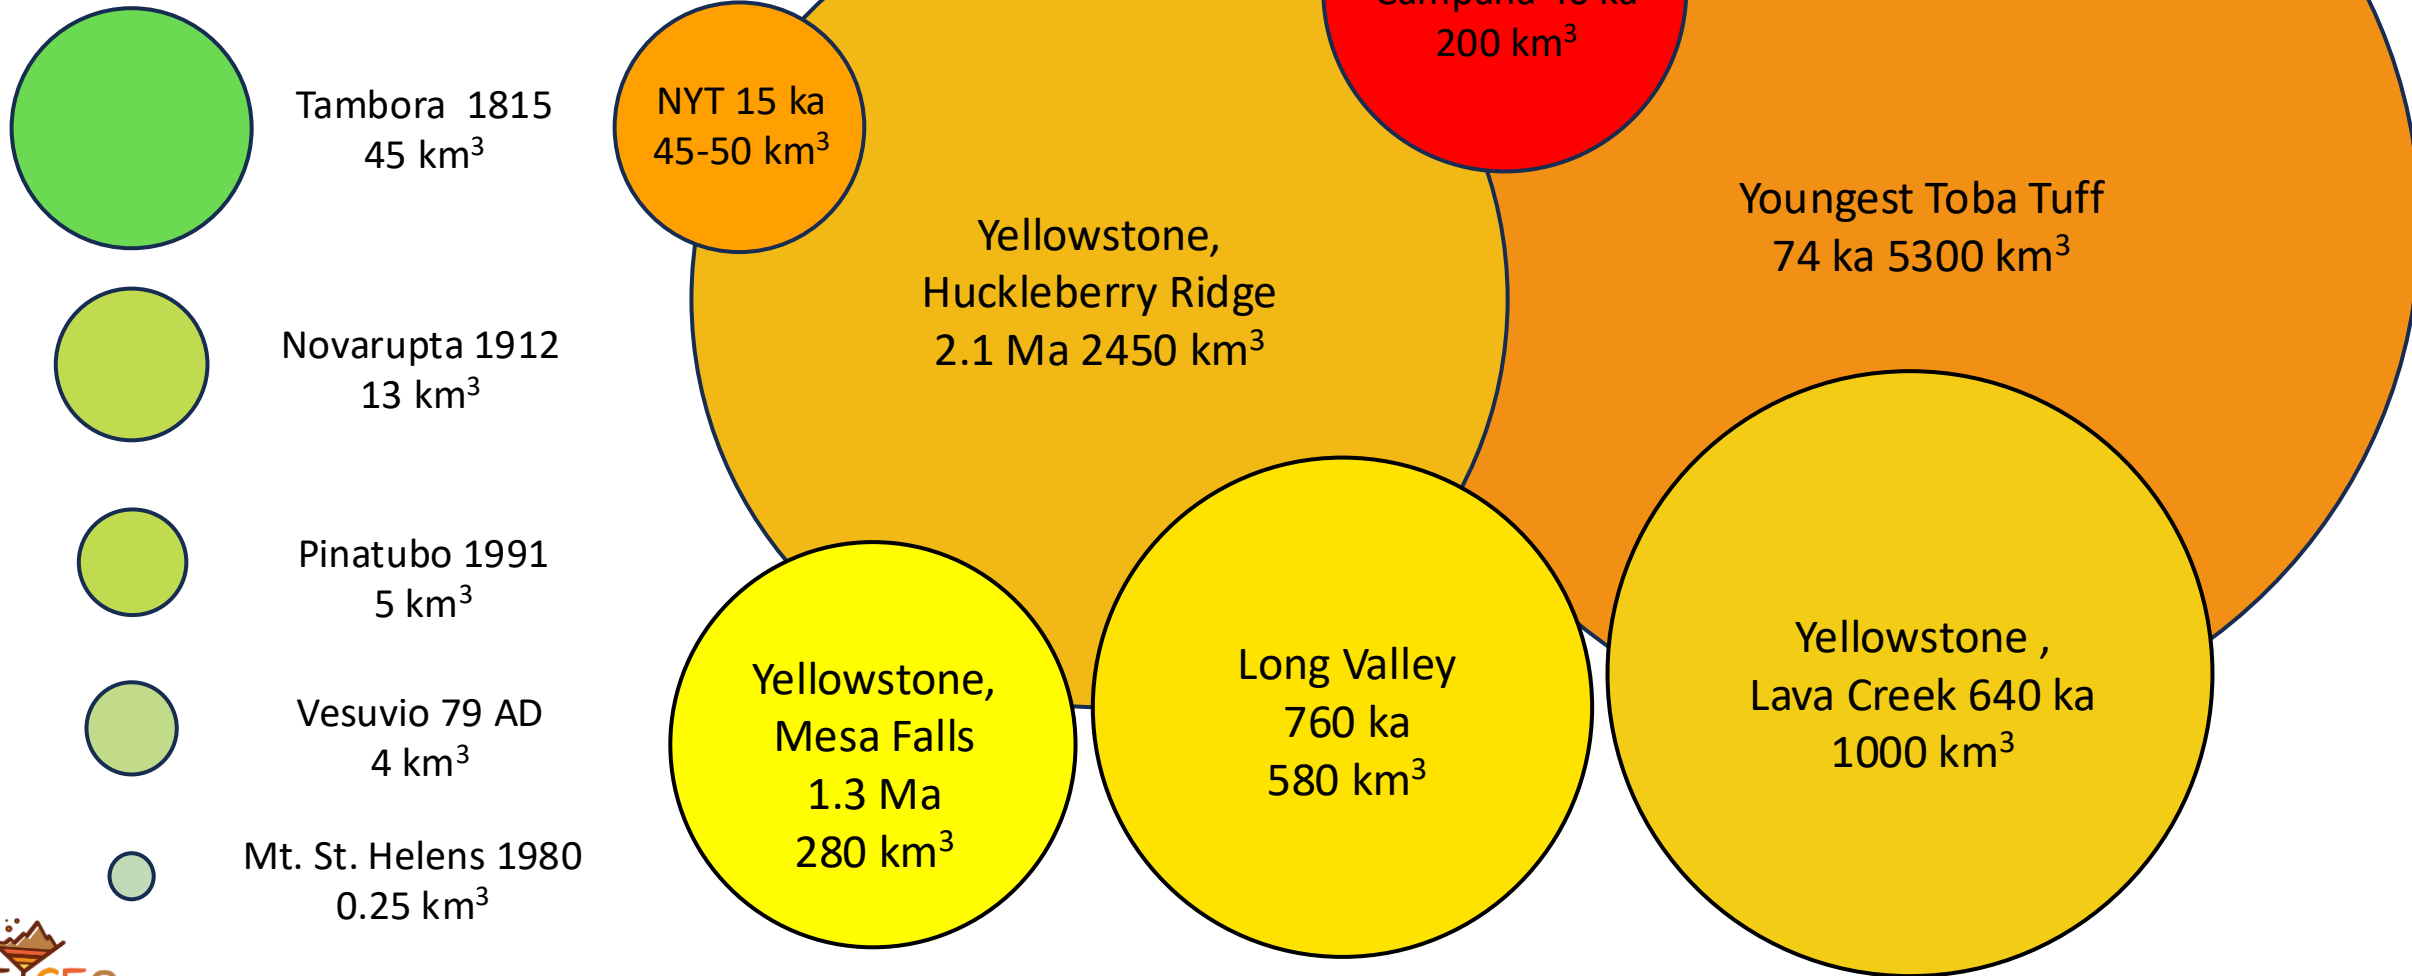 200 km³
Tambora 1815
45 km³
NYT 15 ka
45-50 km³
Youngest Toba Tuff
74 ka 5300 km³
Yellowstone,
Huckleberry Ridge
2.1 Ma 2450 km³
Novarupta 1912
13 km³
Pinatubo 1991
5 km³
Vesuvio 79 AD
4 km³
Mt. St. Helens 1980
0.25 km³
Yellowstone,
Mesa Falls
1.3 Ma
280 km³
Long Valley
760 ka
580 km³
Yellowstone ,
Lava Creek 640 ka
1000 km³